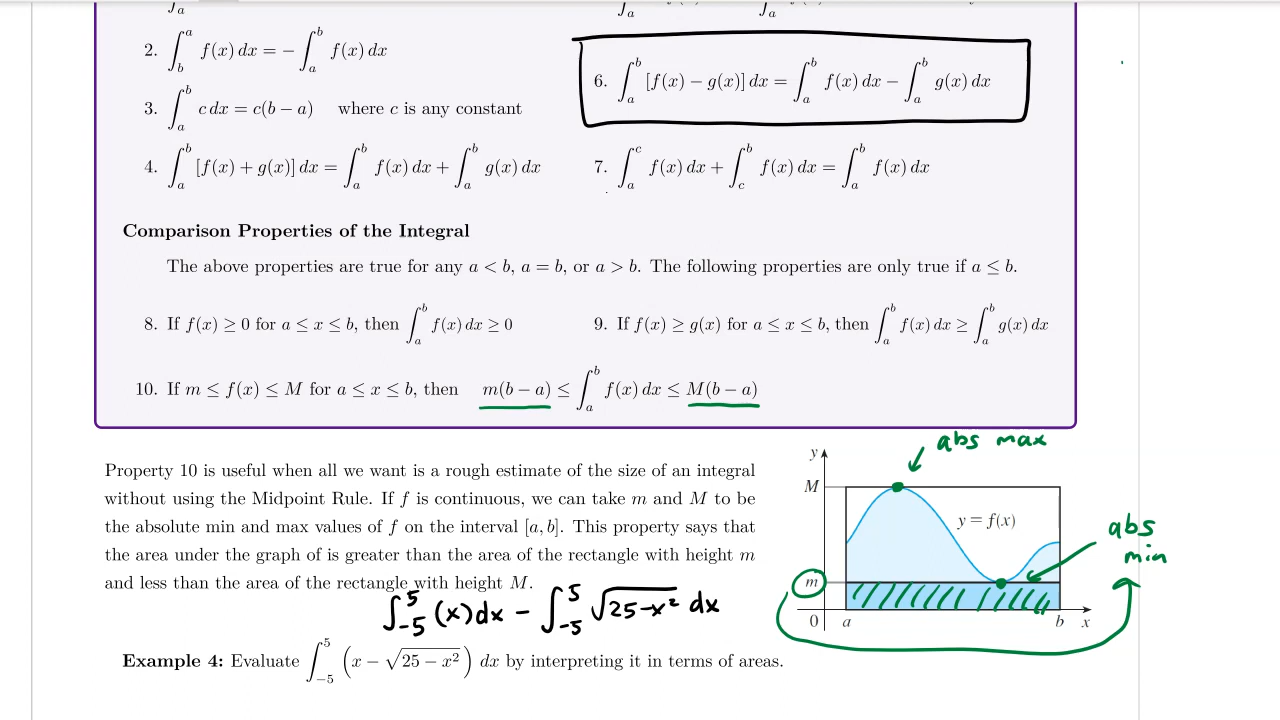 2. ∫_b^a f(x) dx = − ∫_a^b f(x) dx
6. ∫_a^b [f(x) − g(x)] dx = ∫_a^b f(x) dx − ∫_a^b g(x) dx
3. ∫_a^b c dx = c(b − a) where c is any constant
4. ∫_a^b [f(x) + g(x)] dx = ∫_a^b f(x) dx + ∫_a^b g(x) dx
7. ∫_a^c f(x) dx + ∫_c^b f(x) dx = ∫_a^b f(x) dx
Comparison Properties of the Integral
The above properties are true for any a < b, a = b, or a > b. The following properties are only true if a ≤ b.
8. If f(x) ≥ 0 for a ≤ x ≤ b, then ∫_a^b f(x) dx ≥ 0
9. If f(x) ≥ g(x) for a ≤ x ≤ b, then ∫_a^b f(x) dx ≥ ∫_a^b g(x) dx
10. If m ≤ f(x) ≤ M for a ≤ x ≤ b, then m(b − a) ≤ ∫_a^b f(x) dx ≤ M(b − a)
Property 10 is useful when all we want is a rough estimate of the size of an integral
without using the Midpoint Rule. If f is continuous, we can take m and M to be
the absolute min and max values of f on the interval [a, b]. This property says that
the area under the graph of is greater than the area of the rectangle with height m
and less than the area of the rectangle with height M.
abs max
y
M
y = f(x)
abs
min
m
0 a b x
∫_-5^5 (x) dx − ∫_-5^5 √25-x² dx
Example 4: Evaluate ∫_−5^5 (x − √25 − x²) dx by interpreting it in terms of areas.